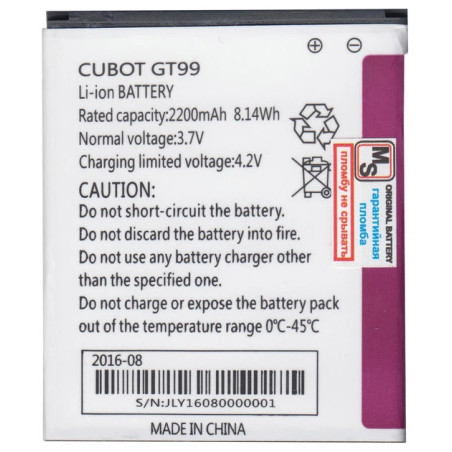 CUBOT GT99
Li-ion BATTERY
Rated capacity:2200mAh 8.14Wh
Normal voltage:3.7V
Charging limited voltage:4.2V
CAUTION:
Do not short-circuit the battery.
Do not discard the battery into fire.
Do not use any battery other than
the specified one.
Do not charge or expose the battery pack
out of the temperature range 0℃-45℃
2016-08
S/N:JLY16080000001
MADE IN CHINA
MS
ORIGINAL BATTERY
гарантийная
пломба
пломбу не срывать